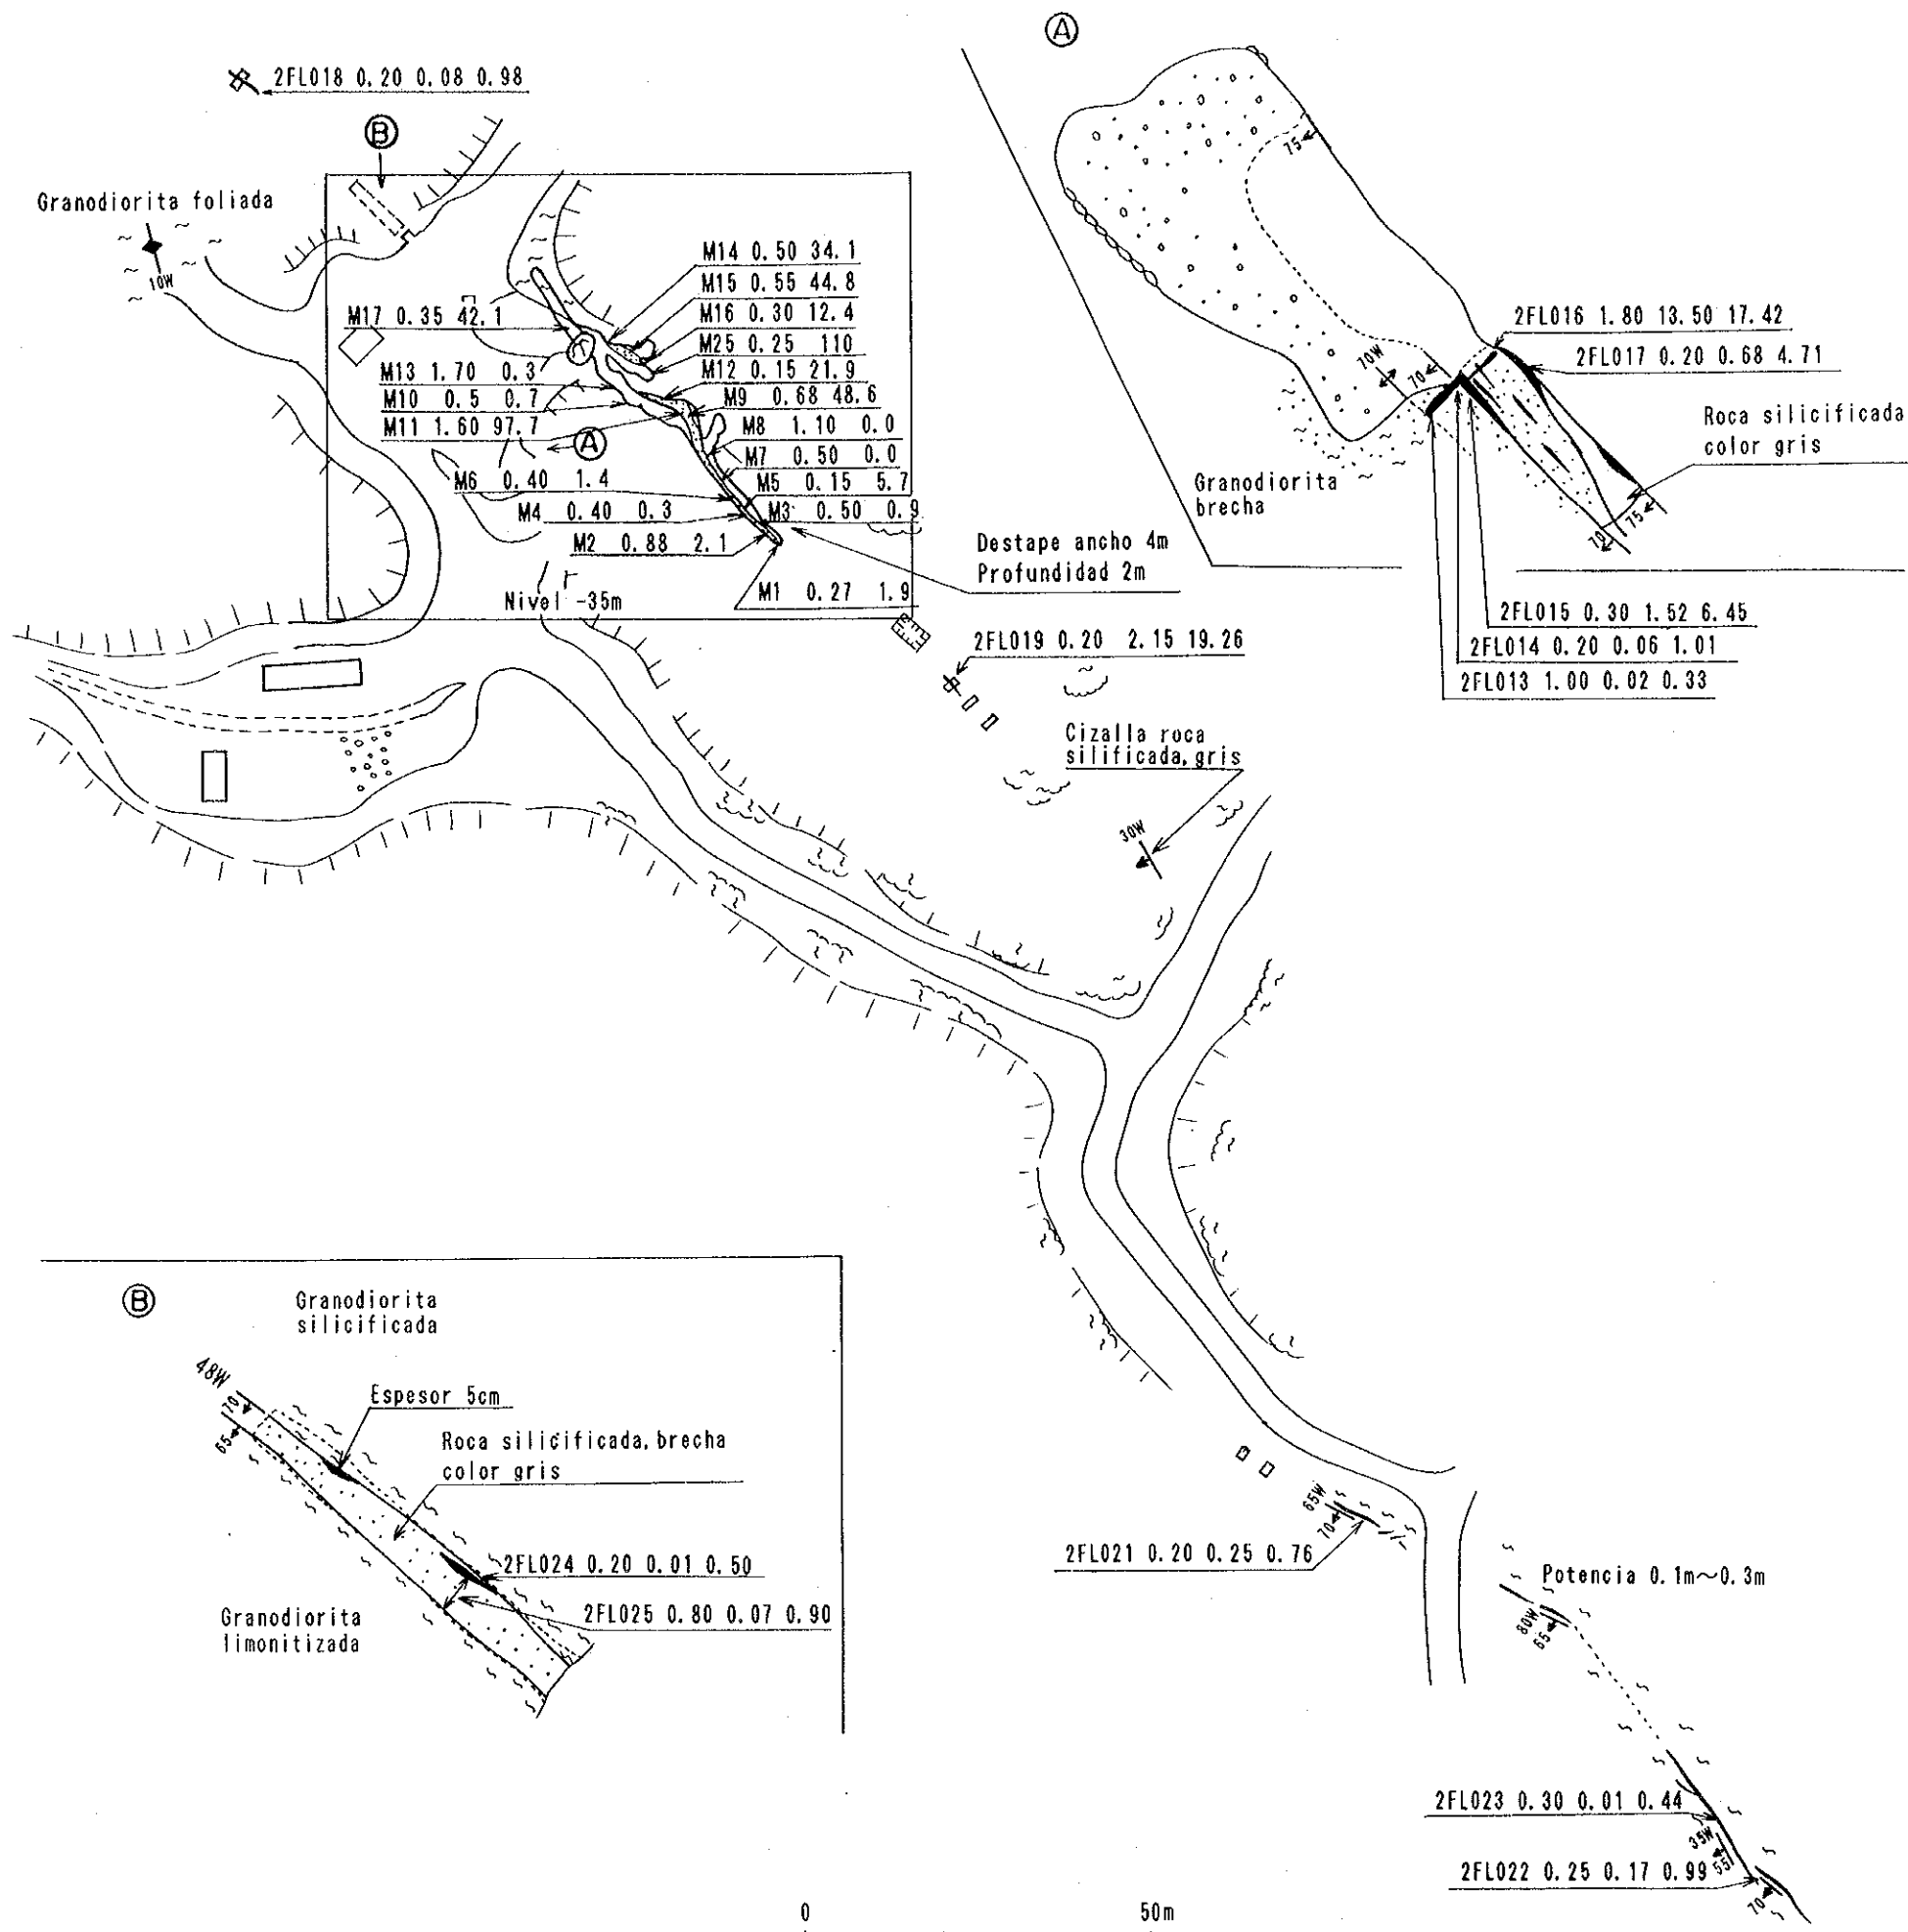 A
2FL018 0.20 0.08 0.98
B
Granodiorita foliada
10W
M14 0.50 34.1
M15 0.55 44.8
M16 0.30 12.4
M17 0.35 42.1
M25 0.25 110
M13 1.70 0.3
M12 0.15 21.9
M10 0.5 0.7
M9 0.68 48.6
M11 1.60 97.7
A
M8 1.10 0.0
M7 0.50 0.0
M6 0.40 1.4
M5 0.15 5.7
M4 0.40 0.3
M3 0.50 0.9
M2 0.88 2.1
M1 0.27 1.9
Nivel -35m
Destape ancho 4m
Profundidad 2m
75
2FL016 1.80 13.50 17.42
2FL017 0.20 0.68 4.71
70W
70
Roca silicificada
color gris
Granodiorita
brecha
75
70
2FL015 0.30 1.52 6.45
2FL014 0.20 0.06 1.01
2FL013 1.00 0.02 0.33
2FL019 0.20 2.15 19.26
Cizalla roca
silificada, gris
30W
B
Granodiorita
silicificada
48W
70
65
Espesor 5cm
Roca silicificada, brecha
color gris
2FL024 0.20 0.01 0.50
2FL025 0.80 0.07 0.90
Granodiorita
limonitizada
65W
70
2FL021 0.20 0.25 0.76
Potencia 0.1m~0.3m
80W
65
2FL023 0.30 0.01 0.44
35W
55
2FL022 0.25 0.17 0.99
70
0 50m